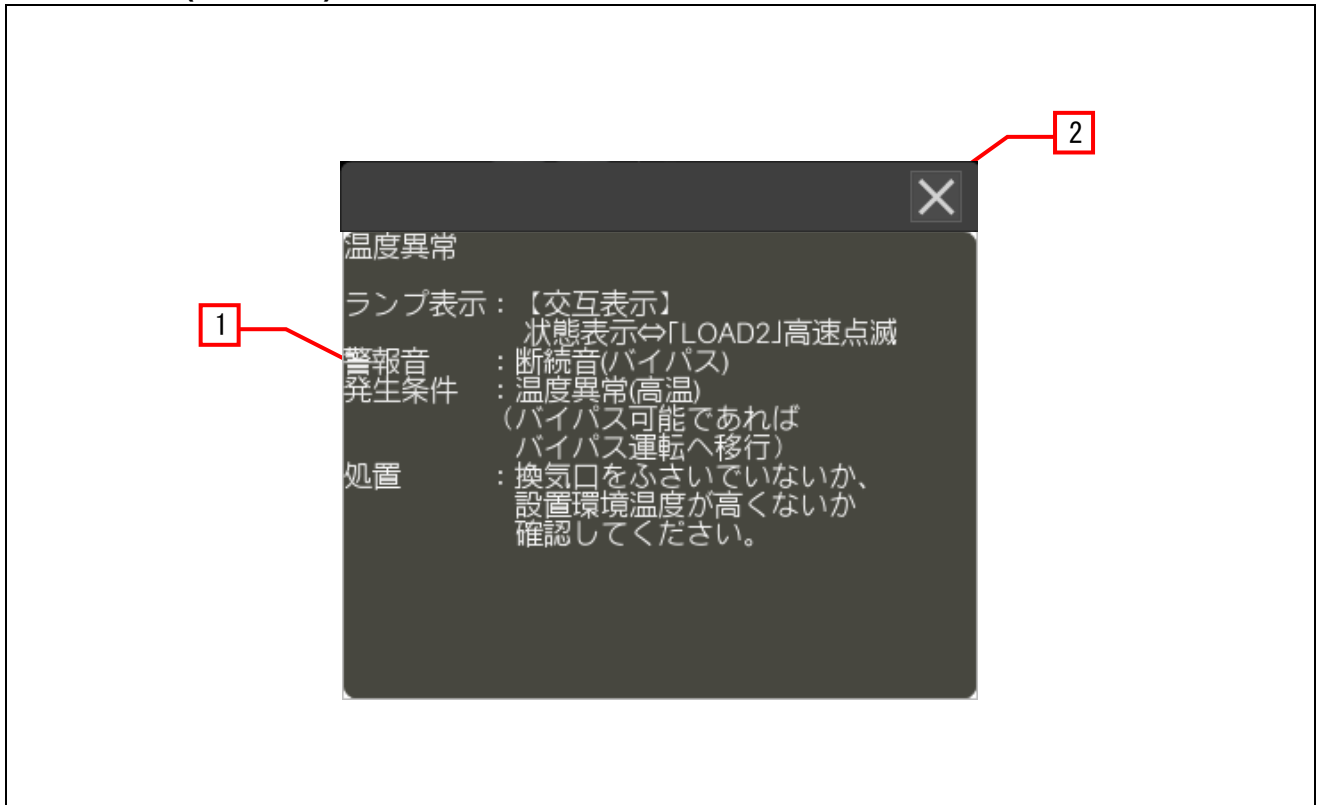 2
温度異常
ランプ表示：【交互表示】
状態表示⇔「LOAD2」高速点滅
1
警報音　：断続音(バイパス)
発生条件　：温度異常(高温)
（バイパス可能であれば
バイパス運転へ移行）
処置　：換気口をふさいでいないか、
設置環境温度が高くないか
確認してください。